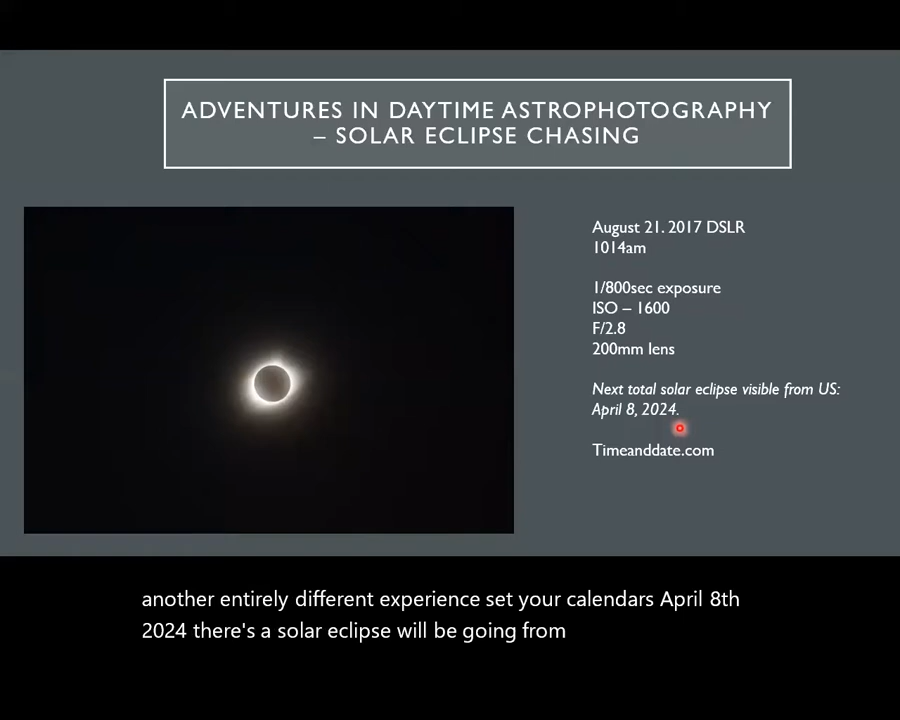 ADVENTURES IN DAYTIME ASTROPHOTOGRAPHY
– SOLAR ECLIPSE CHASING
August 21. 2017 DSLR
1014am
1/800sec exposure
ISO – 1600
F/2.8
200mm lens
Next total solar eclipse visible from US:
April 8, 2024.
Timeanddate.com
another entirely different experience set your calendars April 8th
2024 there's a solar eclipse will be going from